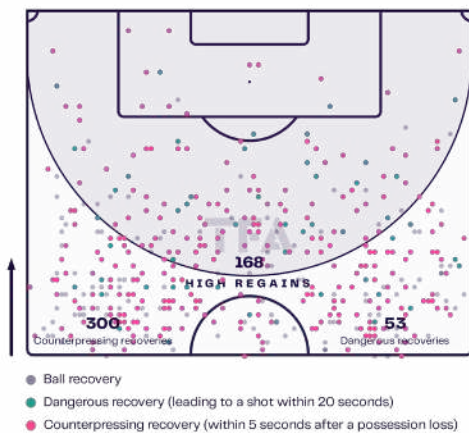 TFA
168
HIGH REGAINS
300
Counterpressing recoveries
53
Dangerous recoveries
Ball recovery
Dangerous recovery (leading to a shot within 20 seconds)
Counterpressing recovery (within 5 seconds after a possession loss)